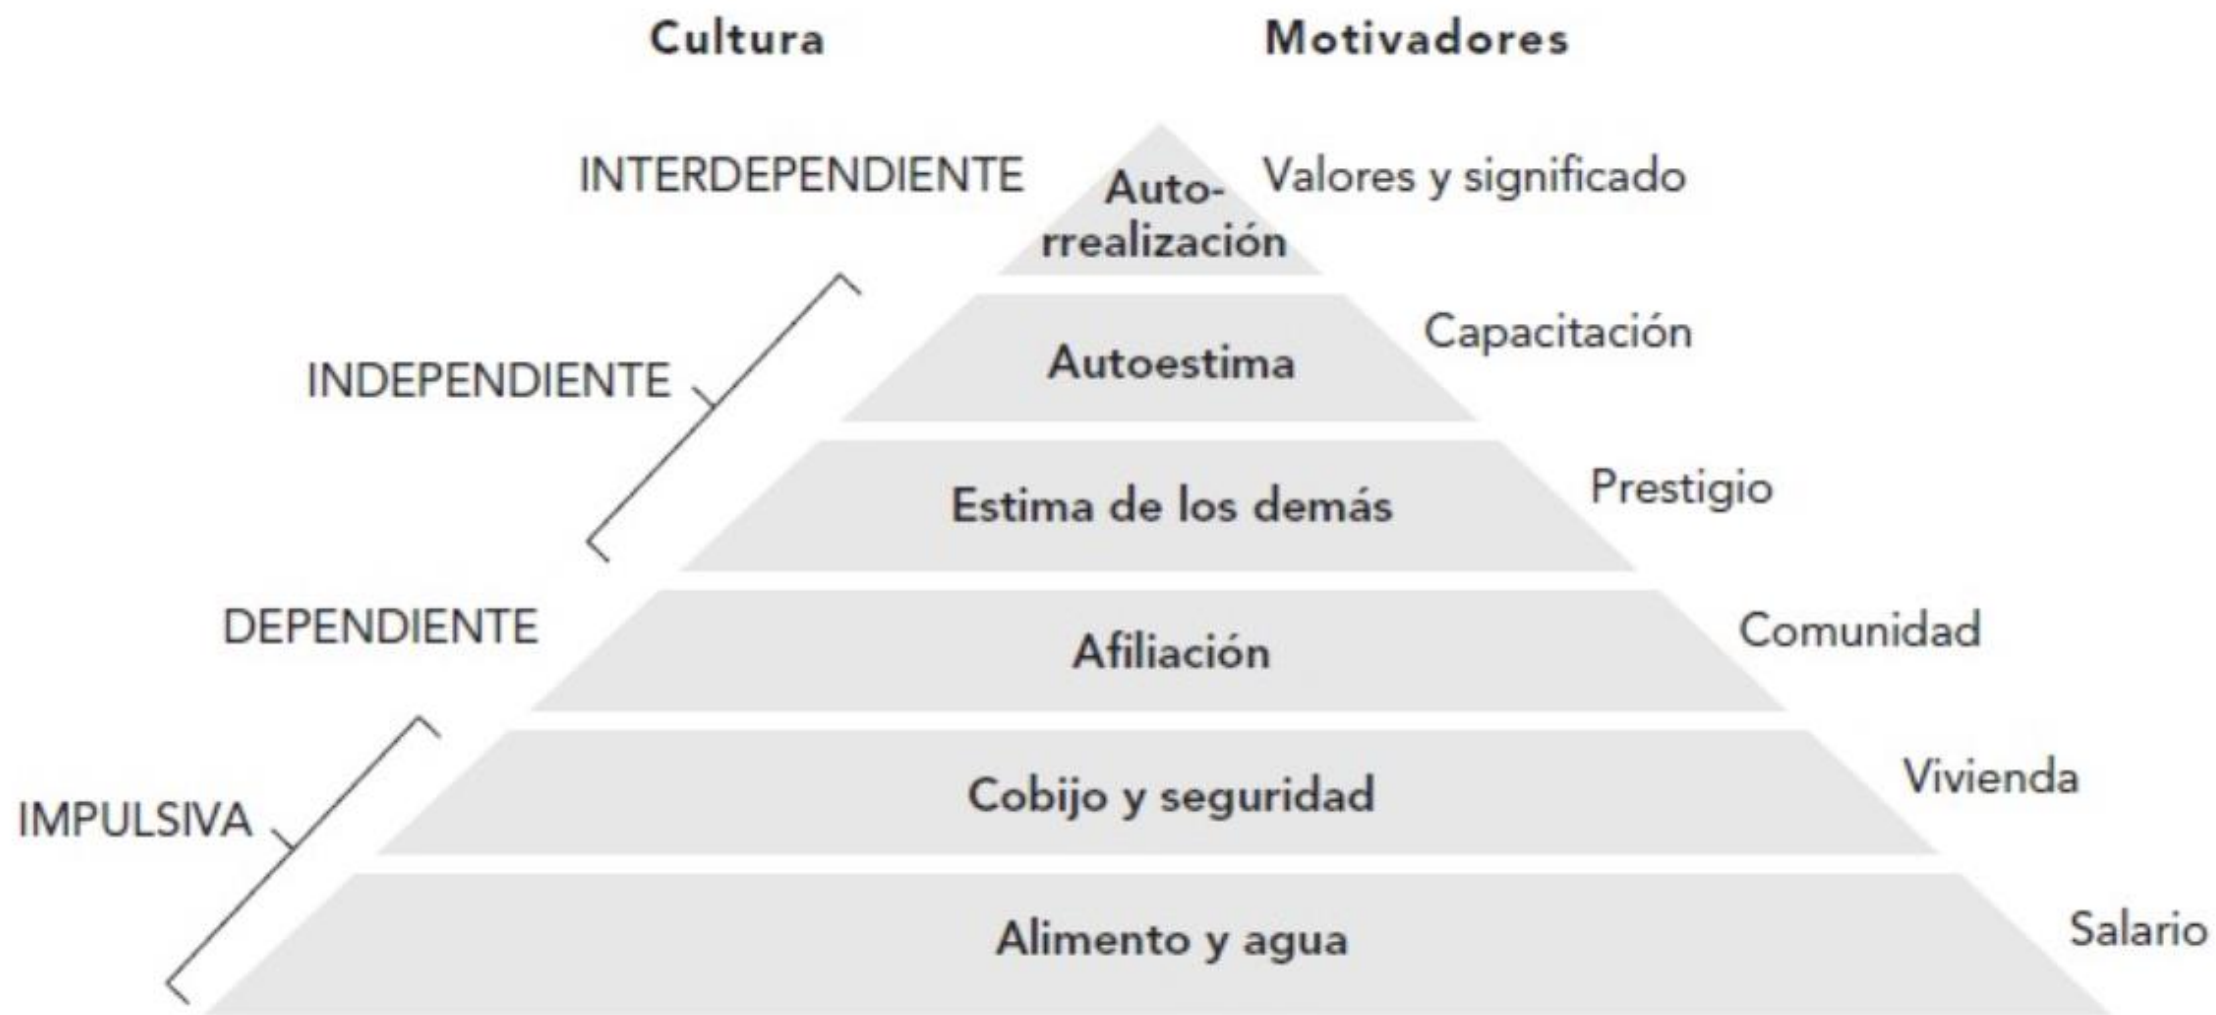 Cultura
Motivadores
INTERDEPENDIENTE
Auto-
rrealización
Valores y significado
INDEPENDIENTE
Autoestima
Capacitación
Estima de los demás
Prestigio
DEPENDIENTE
Afiliación
Comunidad
IMPULSIVA
Cobijo y seguridad
Vivienda
Alimento y agua
Salario